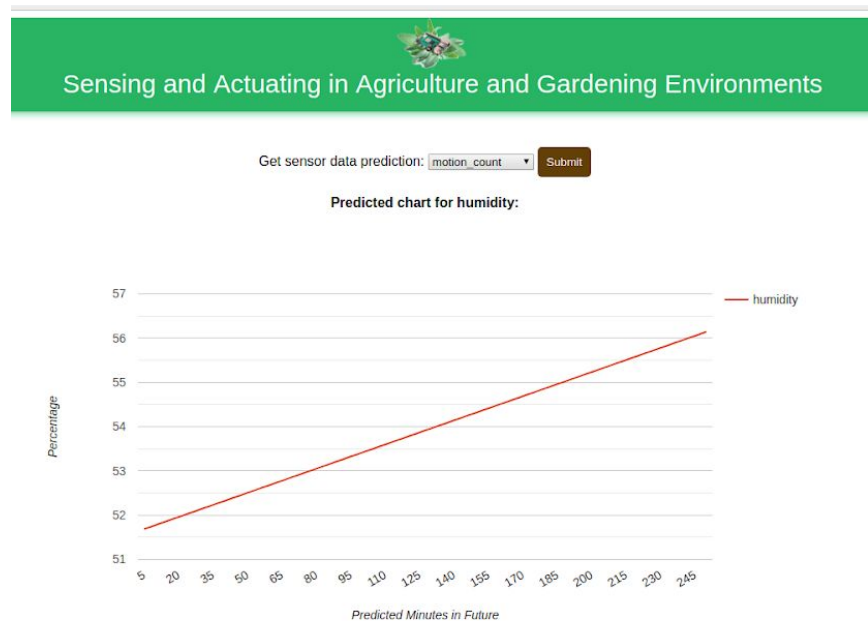 Sensing and Actuating in Agriculture and Gardening Environments
Get sensor data prediction: motion_count Submit
Predicted chart for humidity:
57
humidity
56
55
54
53
52
51
Percentage
5 20 35 50 65 80 95 110 125 140 155 170 185 200 215 230 245
Predicted Minutes in Future